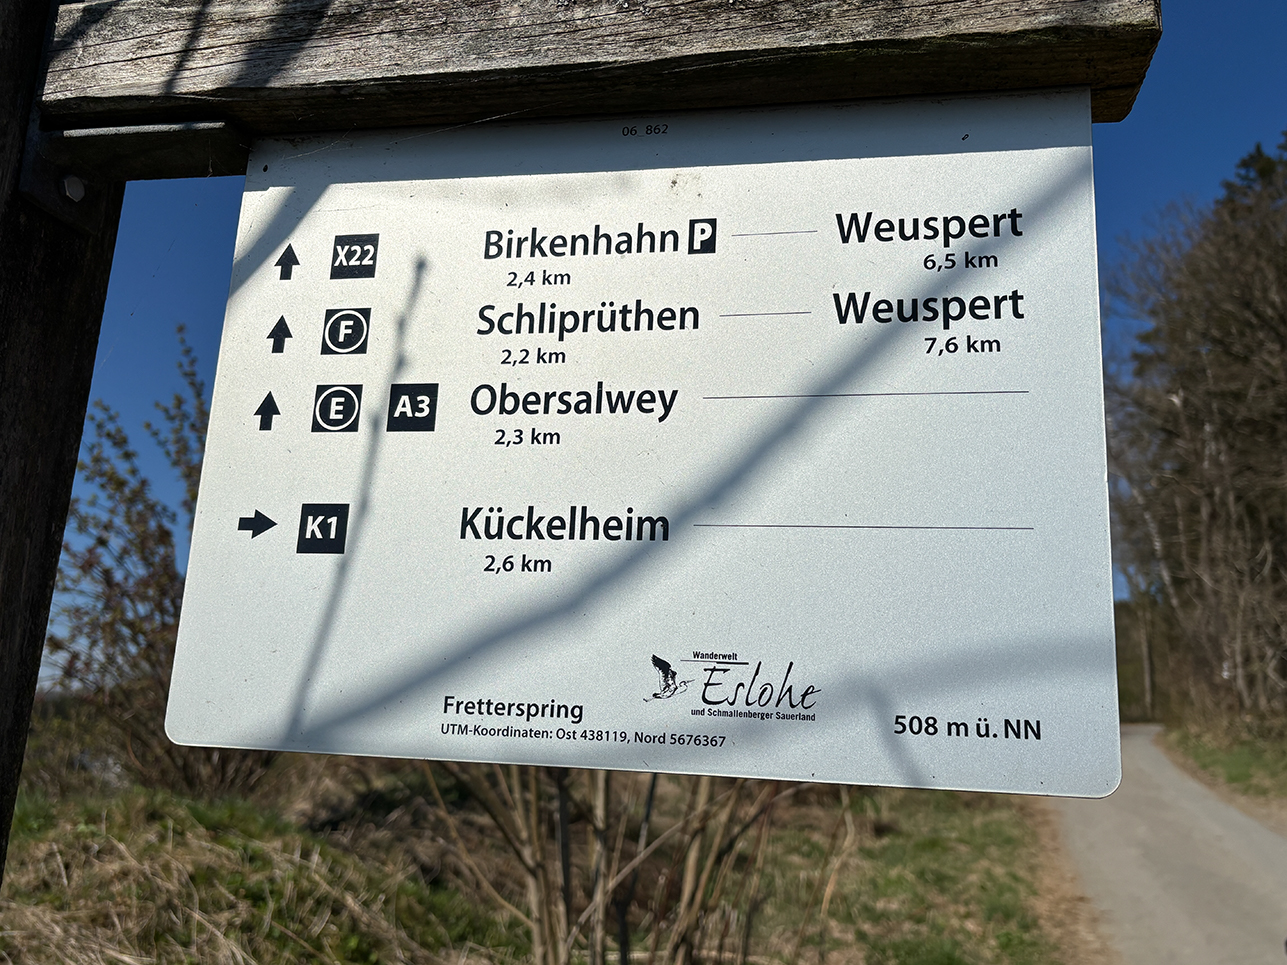 06_862
X22 Birkenhahn P Weuspert
2,4 km 6,5 km
F Schliprüthen Weuspert
2,2 km 7,6 km
E A3 Obersalwey
2,3 km
K1 Kückelheim
2,6 km
Wanderwelt
Eslohe
und Schmallenberger Sauerland
Fretterspring
UTM-Koordinaten: Ost 438119, Nord 5676367
508 m ü. NN